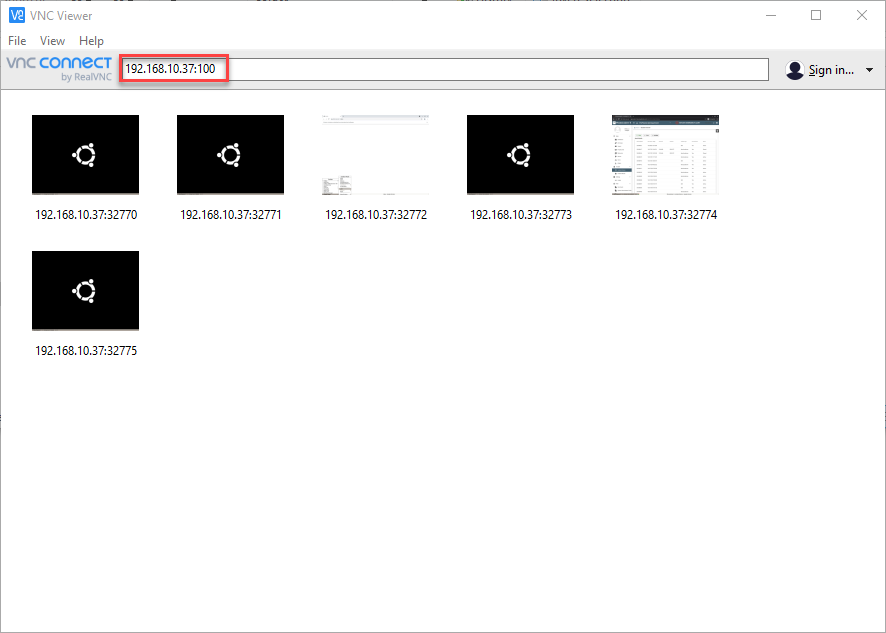 VNC Viewer
File View Help
vnc connect
by RealVNC
192.168.10.37:100
Sign in...
192.168.10.37:32770
192.168.10.37:32771
192.168.10.37:32772
192.168.10.37:32773
192.168.10.37:32774
192.168.10.37:32775